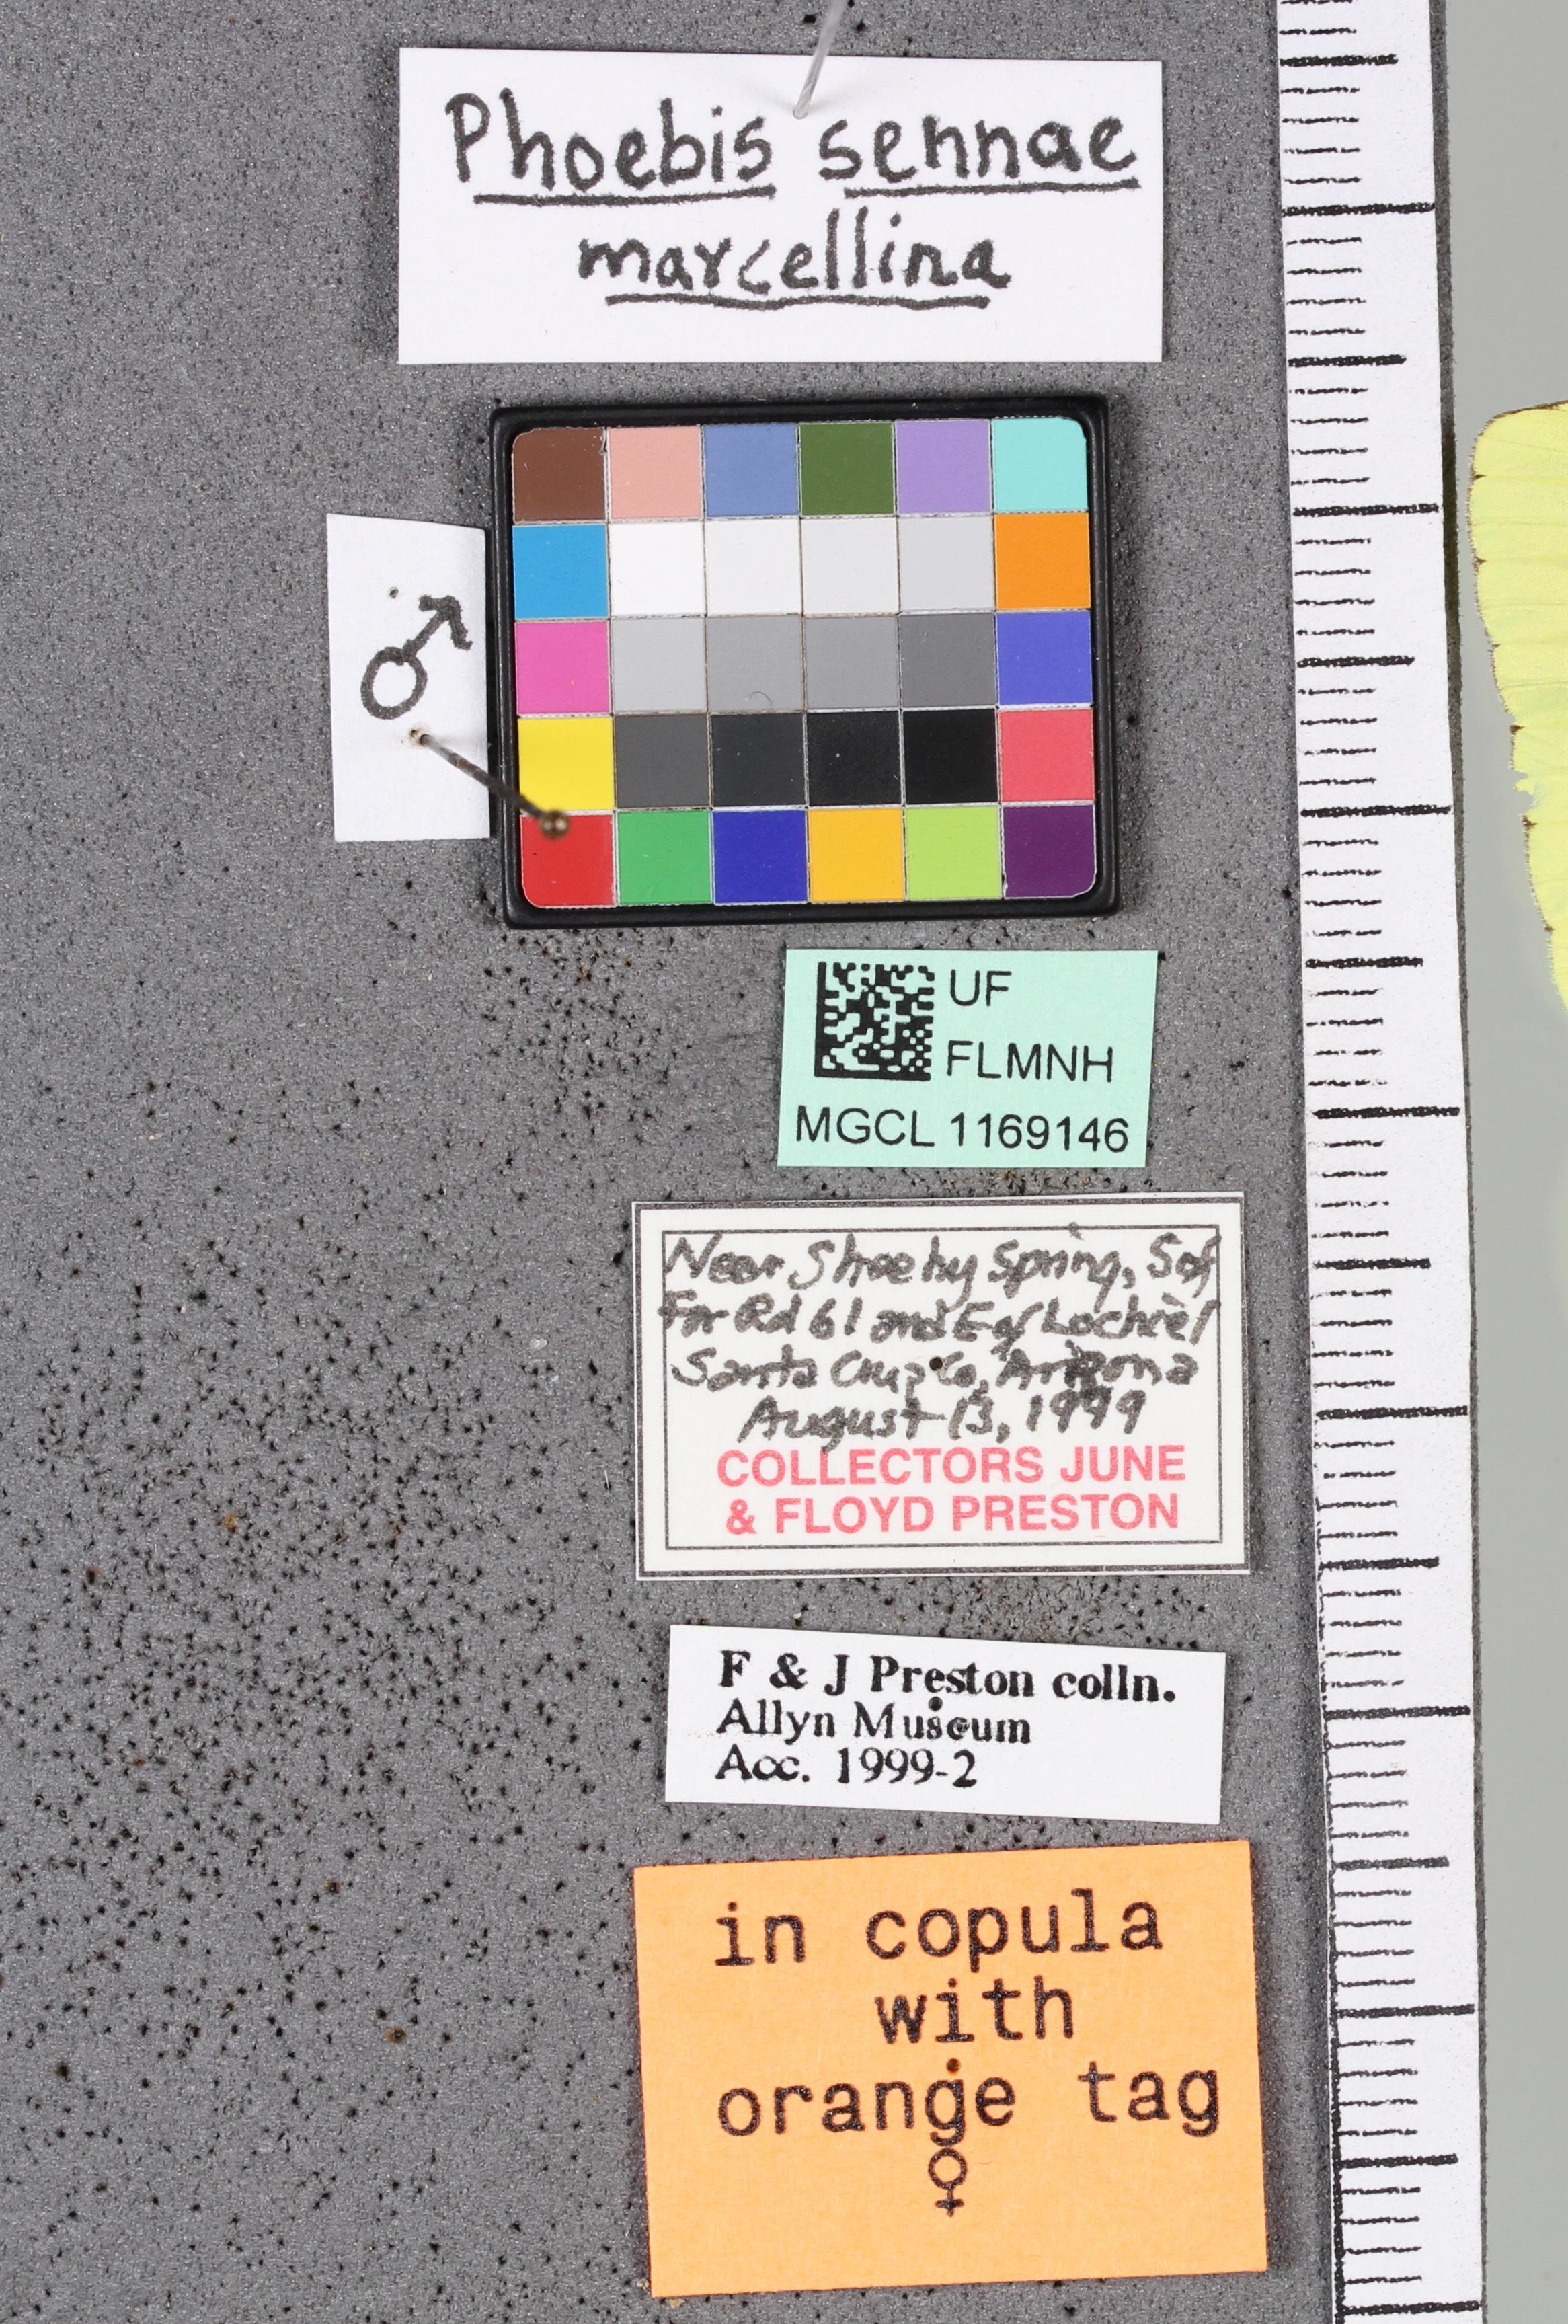 Phoebis sennae
marcellina
♂
UF
FLMNH
MGCL 1169146
Near Sheehy Spring, S of
For Rd 61 and E of Lochiel
Santa Cruz Co, Arizona
August 13, 1999
COLLECTORS JUNE
& FLOYD PRESTON
F & J Preston colln.
Allyn Museum
Acc. 1999-2
in copula
with
orange tag
♀